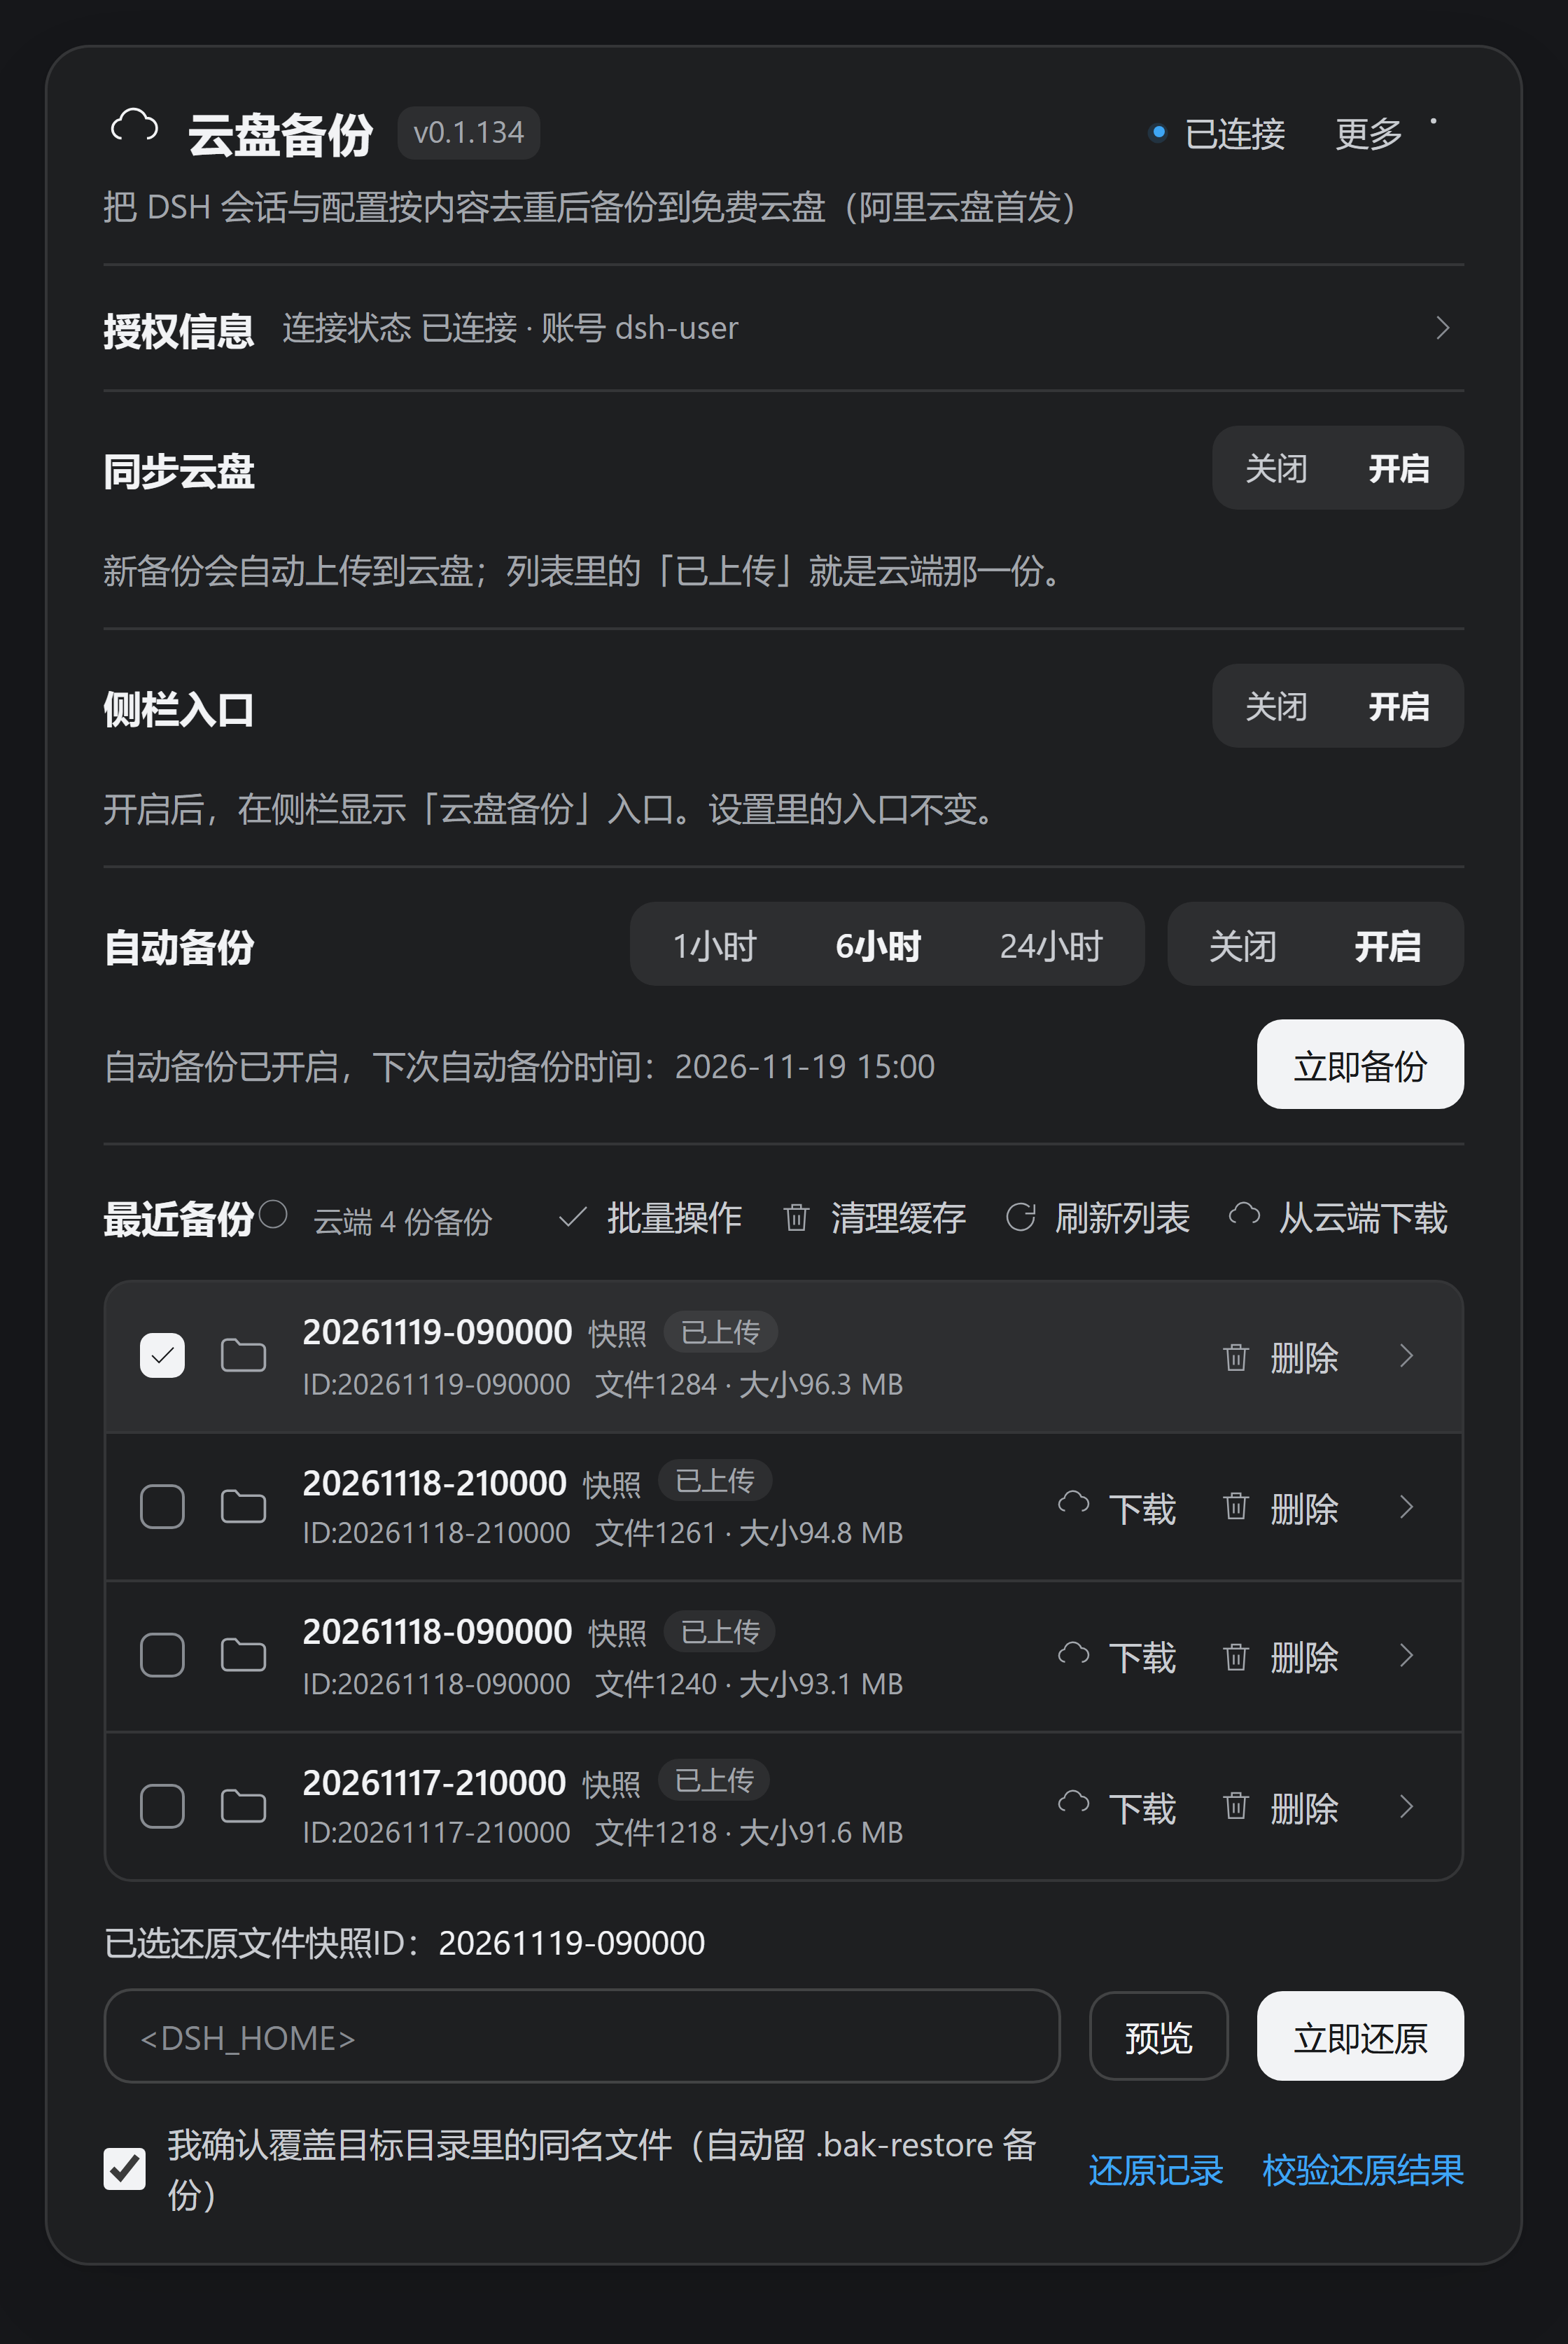 云盘备份 v0.1.134 已连接 更多
把 DSH 会话与配置按内容去重后备份到免费云盘（阿里云盘首发）
授权信息 连接状态 已连接 · 账号 dsh-user
同步云盘 关闭 开启
新备份会自动上传到云盘；列表里的「已上传」就是云端那一份。
侧栏入口 关闭 开启
开启后，在侧栏显示「云盘备份」入口。设置里的入口不变。
自动备份 1小时 6小时 24小时 关闭 开启
自动备份已开启，下次自动备份时间：2026-11-19 15:00 立即备份
最近备份 云端 4 份备份 批量操作 清理缓存 刷新列表 从云端下载
20261119-090000 快照 已上传 删除
ID:20261119-090000 文件1284 · 大小96.3 MB
20261118-210000 快照 已上传 下载 删除
ID:20261118-210000 文件1261 · 大小94.8 MB
20261118-090000 快照 已上传 下载 删除
ID:20261118-090000 文件1240 · 大小93.1 MB
20261117-210000 快照 已上传 下载 删除
ID:20261117-210000 文件1218 · 大小91.6 MB
已选还原文件快照ID：20261119-090000
<DSH_HOME> 预览 立即还原
我确认覆盖目标目录里的同名文件（自动留 .bak-restore 备
份）
还原记录 校验还原结果